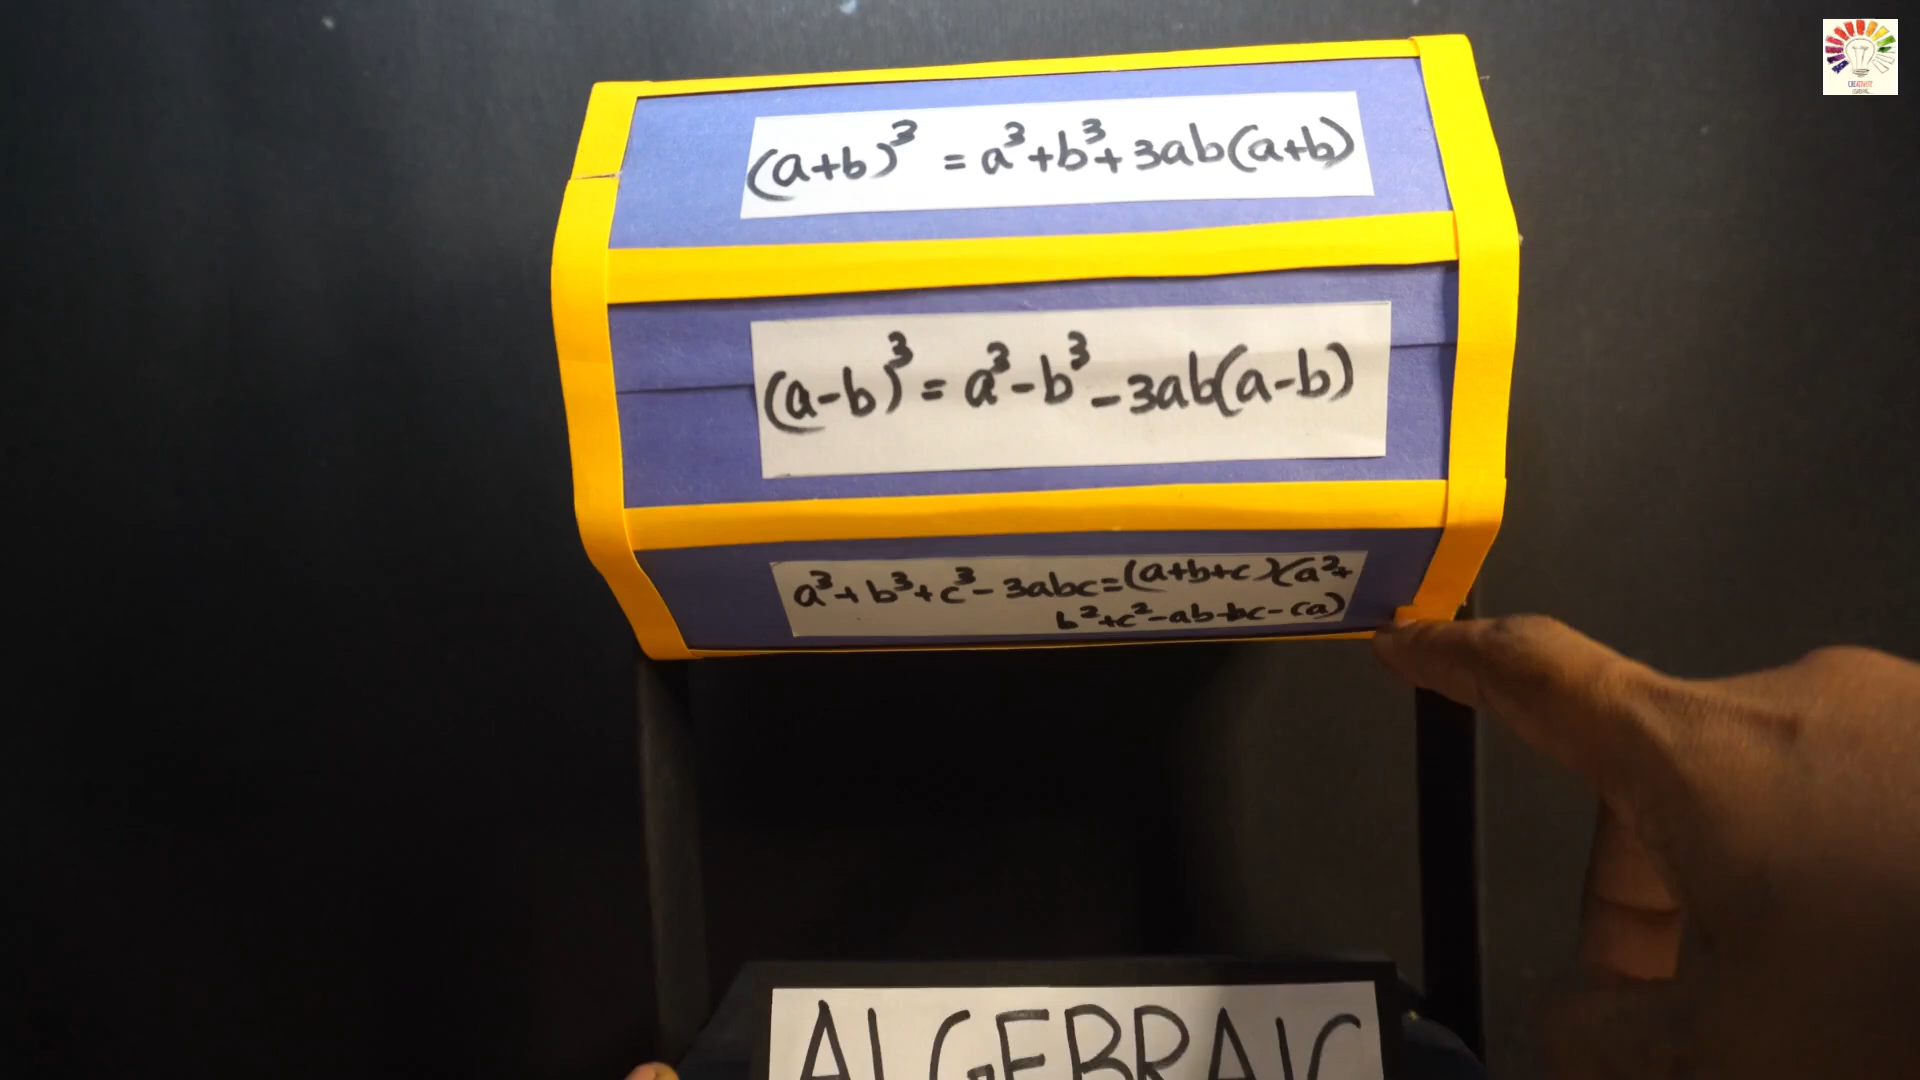 (a+b)³ = a³+b³+3ab(a+b)
(a-b)³ = a³-b³-3ab(a-b)
a³+b³+c³-3abc=(a+b+c)(a²+
b²+c²-ab-bc-ca)
ALGEBRAIC
CREATIVITY